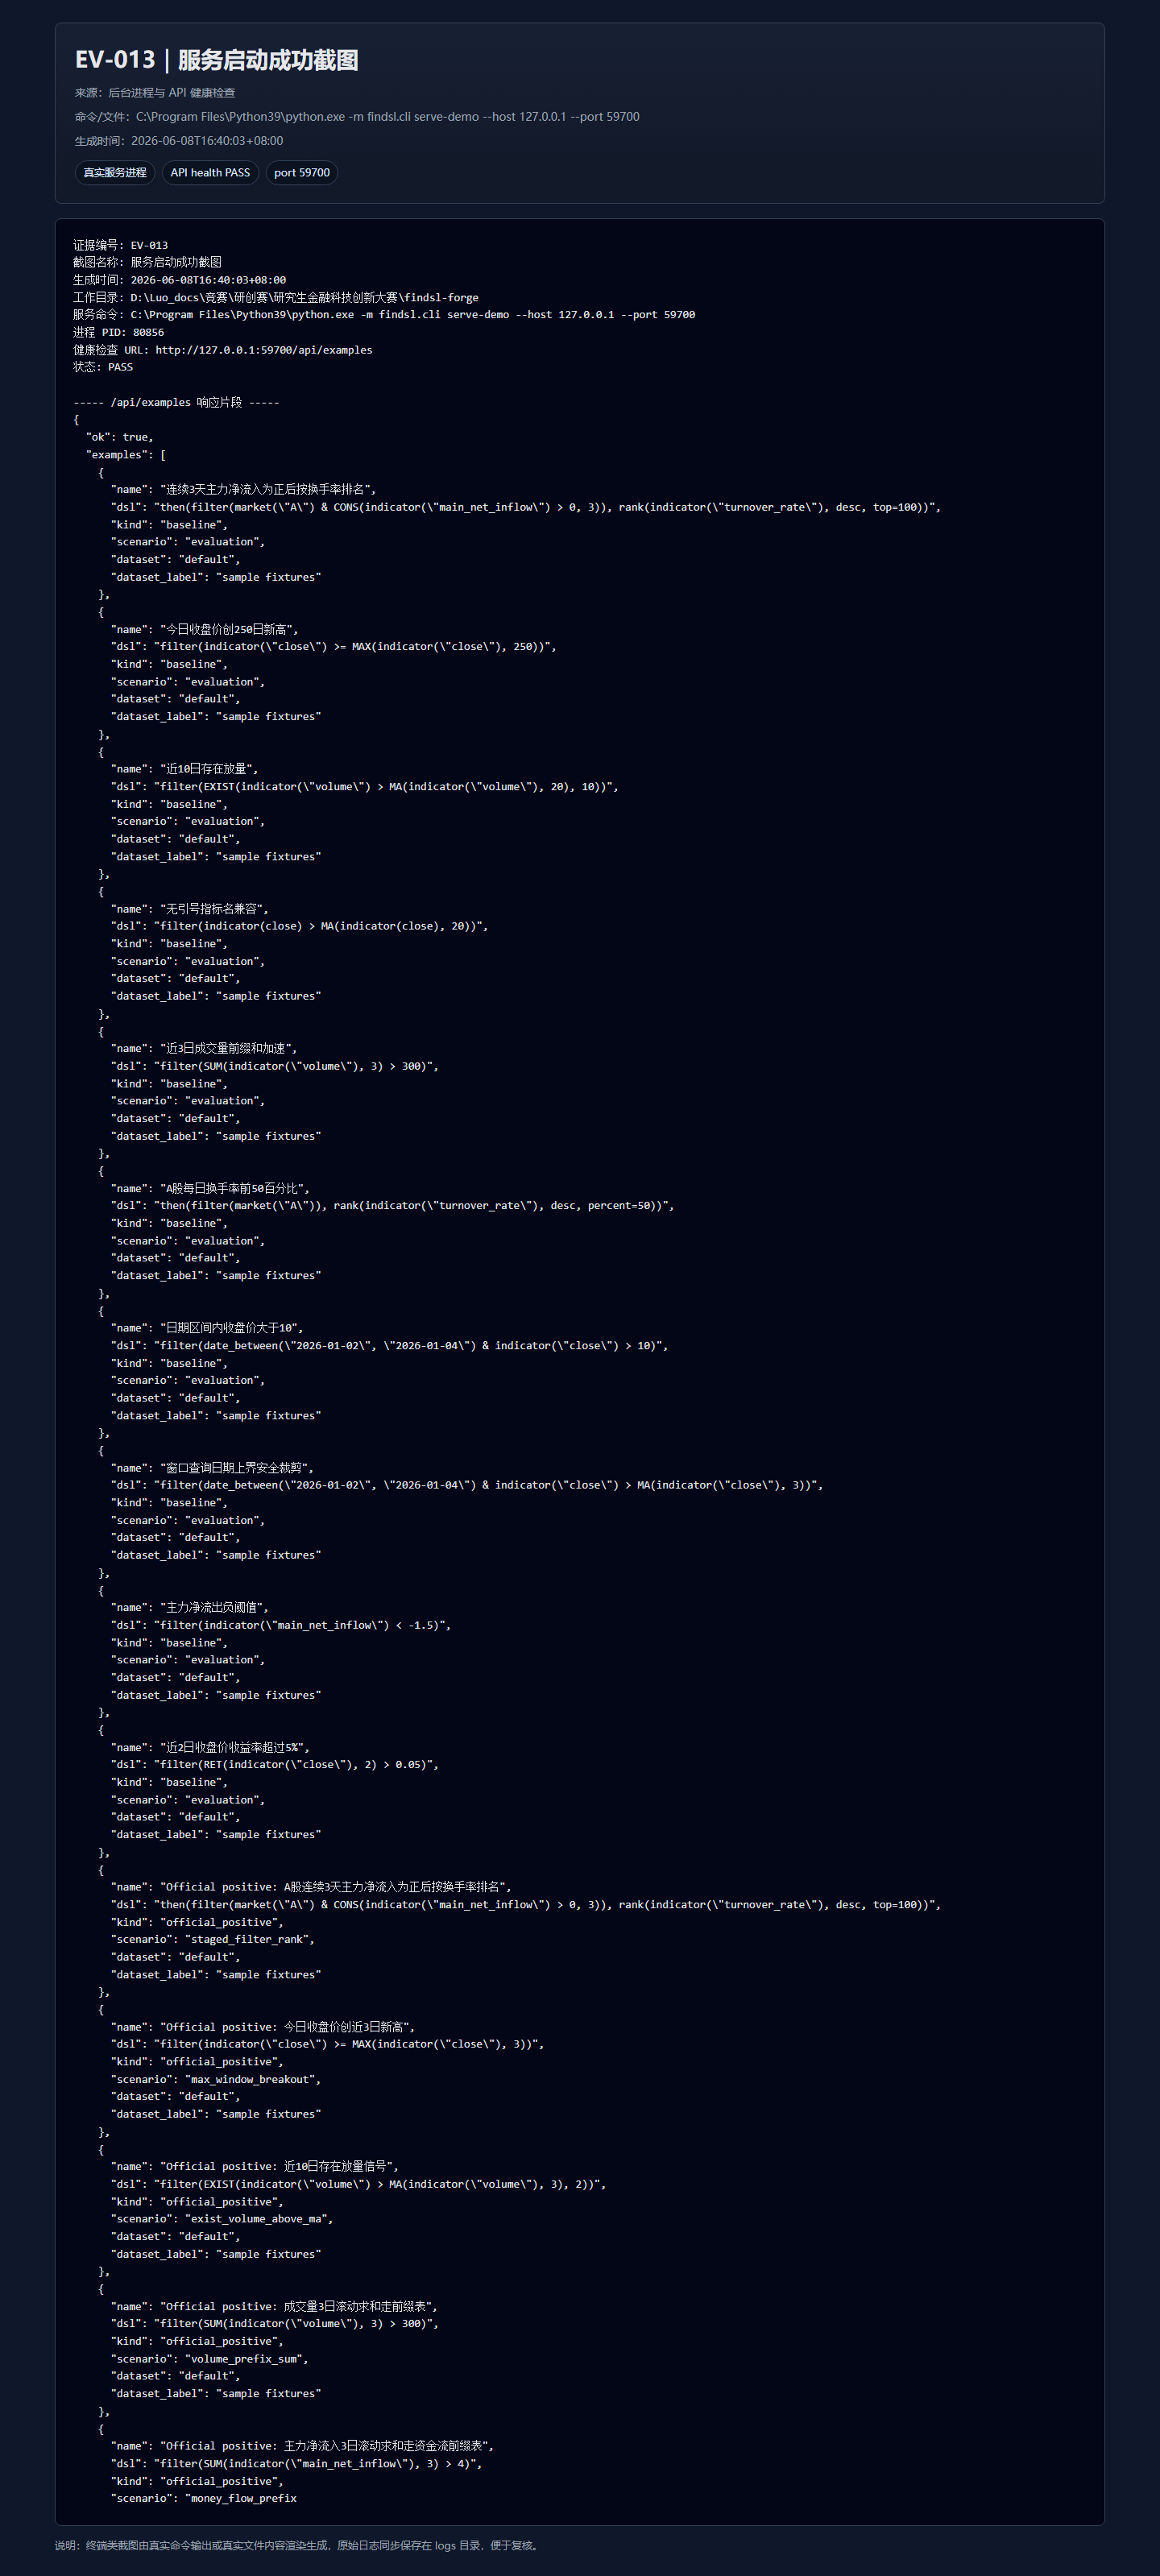 EV-013 | 服务启动成功截图
来源：后台进程与 API 健康检查
命令/文件：C:\Program Files\Python39\python.exe -m findsl.cli serve-demo --host 127.0.0.1 --port 59700
生成时间：2026-06-08T16:40:03+08:00
真实服务进程 API health PASS port 59700
证据编号: EV-013
截图名称: 服务启动成功截图
生成时间: 2026-06-08T16:40:03+08:00
工作目录: D:\Luo_docs\竞赛\研创赛\研究生金融科技创新大赛\findsl-forge
服务命令: C:\Program Files\Python39\python.exe -m findsl.cli serve-demo --host 127.0.0.1 --port 59700
进程 PID: 80856
健康检查 URL: http://127.0.0.1:59700/api/examples
状态: PASS
----- /api/examples 响应片段 -----
{
  "ok": true,
  "examples": [
    {
      "name": "连续3天主力净流入为正后按换手率排名",
      "dsl": "then(filter(market(\"A\") & CONS(indicator(\"main_net_inflow\") > 0, 3)), rank(indicator(\"turnover_rate\"), desc, top=100))",
      "kind": "baseline",
      "scenario": "evaluation",
      "dataset": "default",
      "dataset_label": "sample fixtures"
    },
    {
      "name": "今日收盘价创250日新高",
      "dsl": "filter(indicator(\"close\") >= MAX(indicator(\"close\"), 250))",
      "kind": "baseline",
      "scenario": "evaluation",
      "dataset": "default",
      "dataset_label": "sample fixtures"
    },
    {
      "name": "近10日存在放量",
      "dsl": "filter(EXIST(indicator(\"volume\") > MA(indicator(\"volume\"), 20), 10))",
      "kind": "baseline",
      "scenario": "evaluation",
      "dataset": "default",
      "dataset_label": "sample fixtures"
    },
    {
      "name": "无引号指标名兼容",
      "dsl": "filter(indicator(close) > MA(indicator(close), 20))",
      "kind": "baseline",
      "scenario": "evaluation",
      "dataset": "default",
      "dataset_label": "sample fixtures"
    },
    {
      "name": "近3日成交量前缀和加速",
      "dsl": "filter(SUM(indicator(\"volume\"), 3) > 300)",
      "kind": "baseline",
      "scenario": "evaluation",
      "dataset": "default",
      "dataset_label": "sample fixtures"
    },
    {
      "name": "A股每日换手率前50百分比",
      "dsl": "then(filter(market(\"A\")), rank(indicator(\"turnover_rate\"), desc, percent=50))",
      "kind": "baseline",
      "scenario": "evaluation",
      "dataset": "default",
      "dataset_label": "sample fixtures"
    },
    {
      "name": "日期区间内收盘价大于10",
      "dsl": "filter(date_between(\"2026-01-02\", \"2026-01-04\") & indicator(\"close\") > 10)",
      "kind": "baseline",
      "scenario": "evaluation",
      "dataset": "default",
      "dataset_label": "sample fixtures"
    },
    {
      "name": "窗口查询日期上界安全裁剪",
      "dsl": "filter(date_between(\"2026-01-02\", \"2026-01-04\") & indicator(\"close\") > MA(indicator(\"close\"), 3))",
      "kind": "baseline",
      "scenario": "evaluation",
      "dataset": "default",
      "dataset_label": "sample fixtures"
    },
    {
      "name": "主力净流出负阈值",
      "dsl": "filter(indicator(\"main_net_inflow\") < -1.5)",
      "kind": "baseline",
      "scenario": "evaluation",
      "dataset": "default",
      "dataset_label": "sample fixtures"
    },
    {
      "name": "近2日收盘价收益率超过5%",
      "dsl": "filter(RET(indicator(\"close\"), 2) > 0.05)",
      "kind": "baseline",
      "scenario": "evaluation",
      "dataset": "default",
      "dataset_label": "sample fixtures"
    },
    {
      "name": "Official positive: A股连续3天主力净流入为正后按换手率排名",
      "dsl": "then(filter(market(\"A\") & CONS(indicator(\"main_net_inflow\") > 0, 3)), rank(indicator(\"turnover_rate\"), desc, top=100))",
      "kind": "official_positive",
      "scenario": "staged_filter_rank",
      "dataset": "default",
      "dataset_label": "sample fixtures"
    },
    {
      "name": "Official positive: 今日收盘价创近3日新高",
      "dsl": "filter(indicator(\"close\") >= MAX(indicator(\"close\"), 3))",
      "kind": "official_positive",
      "scenario": "max_window_breakout",
      "dataset": "default",
      "dataset_label": "sample fixtures"
    },
    {
      "name": "Official positive: 近10日存在放量信号",
      "dsl": "filter(EXIST(indicator(\"volume\") > MA(indicator(\"volume\"), 3), 2))",
      "kind": "official_positive",
      "scenario": "exist_volume_above_ma",
      "dataset": "default",
      "dataset_label": "sample fixtures"
    },
    {
      "name": "Official positive: 成交量3日滚动求和走前缀表",
      "dsl": "filter(SUM(indicator(\"volume\"), 3) > 300)",
      "kind": "official_positive",
      "scenario": "volume_prefix_sum",
      "dataset": "default",
      "dataset_label": "sample fixtures"
    },
    {
      "name": "Official positive: 主力净流入3日滚动求和走资金流前缀表",
      "dsl": "filter(SUM(indicator(\"main_net_inflow\"), 3) > 4)",
      "kind": "official_positive",
      "scenario": "money_flow_prefix
说明：终端类截图由真实命令输出或真实文件内容渲染生成，原始日志同步保存在 logs 目录，便于复核。